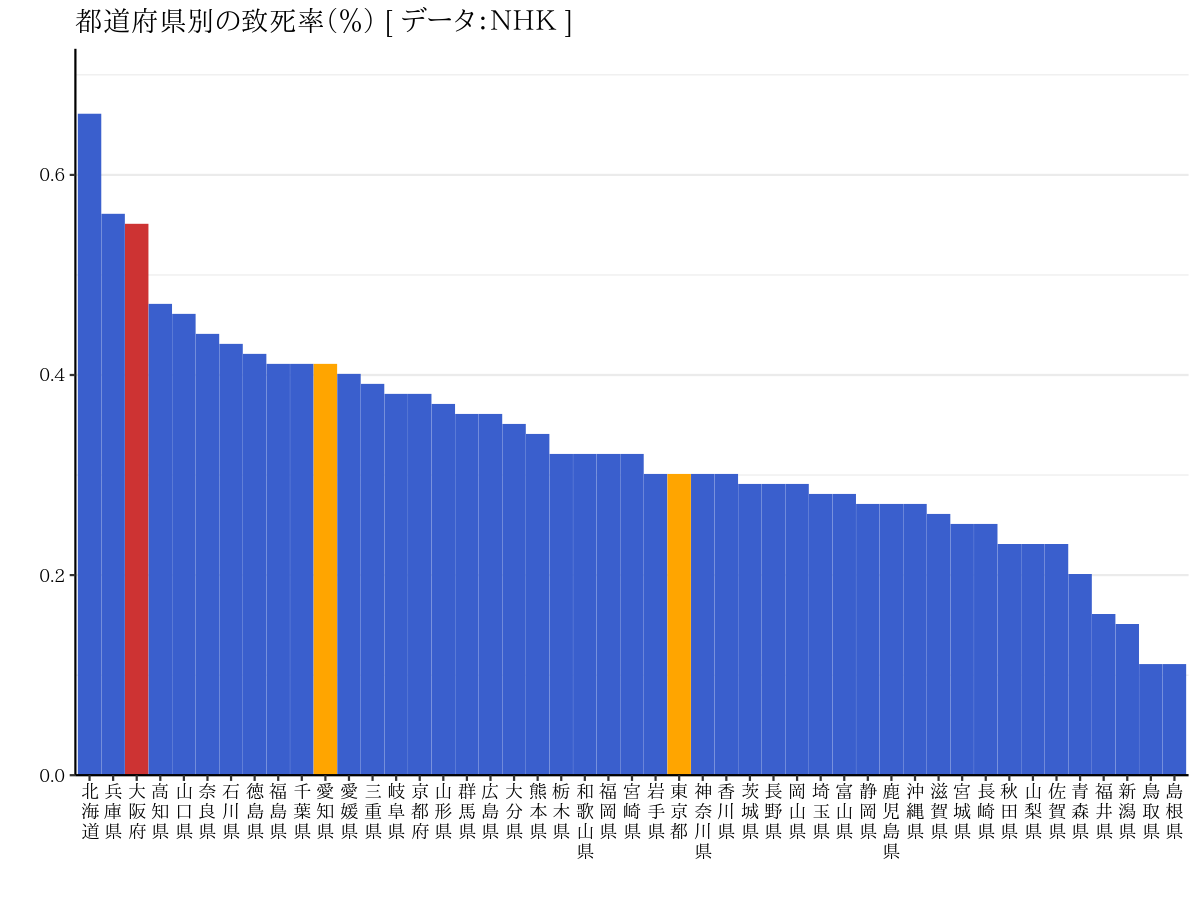 都道府県別の致死率(%) [ データ:NHK ]
0.6
0.4
0.2
0.0
北海道
兵庫県
大阪府
高知県
山口県
奈良県
石川県
徳島県
福島県
千葉県
愛知県
愛媛県
三重県
岐阜県
京都府
山形県
群馬県
広島県
大分県
熊本県
栃木県
和歌山県
福岡県
宮崎県
岩手県
東京都
神奈川県
香川県
茨城県
長野県
岡山県
埼玉県
富山県
静岡県
鹿児島県
沖縄県
滋賀県
宮城県
長崎県
秋田県
山梨県
佐賀県
青森県
福井県
新潟県
鳥取県
島根県